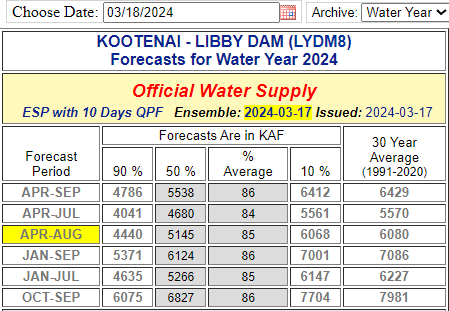 Choose Date: 03/18/2024 Archive: Water Year
KOOTENAI - LIBBY DAM (LYDM8)
Forecasts for Water Year 2024
Official Water Supply
ESP with 10 Days QPF Ensemble: 2024-03-17 Issued: 2024-03-17
Forecast Period Forecasts Are in KAF 30 Year Average (1991-2020)
90 % 50 % % Average 10 %
APR-SEP 4786 5538 86 6412 6429
APR-JUL 4041 4680 84 5561 5570
APR-AUG 4440 5145 85 6068 6080
JAN-SEP 5371 6124 86 7001 7086
JAN-JUL 4635 5266 85 6147 6227
OCT-SEP 6075 6827 86 7704 7981